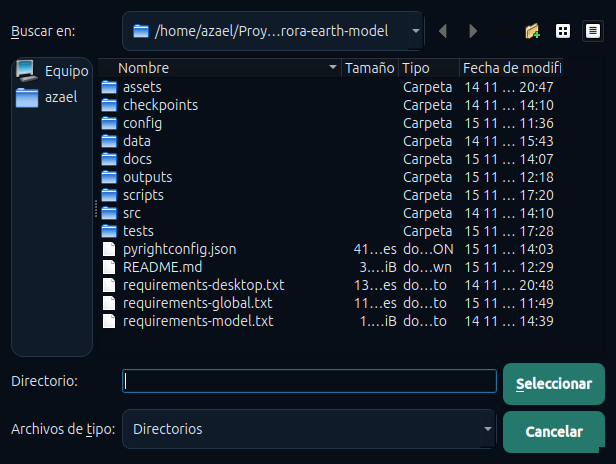 Buscar en: /home/azael/Proy…rora-earth-model
Equipo
azael
Nombre Tamaño Tipo Fecha de modifi
assets Carpeta 14 11 … 20:47
checkpoints Carpeta 14 11 … 14:10
config Carpeta 15 11 … 11:36
data Carpeta 14 11 … 15:43
docs Carpeta 15 11 … 14:07
outputs Carpeta 15 11 … 12:18
scripts Carpeta 15 11 … 17:20
src Carpeta 14 11 … 14:10
tests Carpeta 15 11 … 17:28
pyrightconfig.json 41…es do…ON 15 11 … 14:03
README.md 3.…iB do…wn 15 11 … 12:29
requirements-desktop.txt 13…es do…to 14 11 … 20:48
requirements-global.txt 11…es do…to 15 11 … 11:49
requirements-model.txt 1.…iB do…to 14 11 … 14:39
Directorio: Seleccionar
Archivos de tipo: Directorios Cancelar